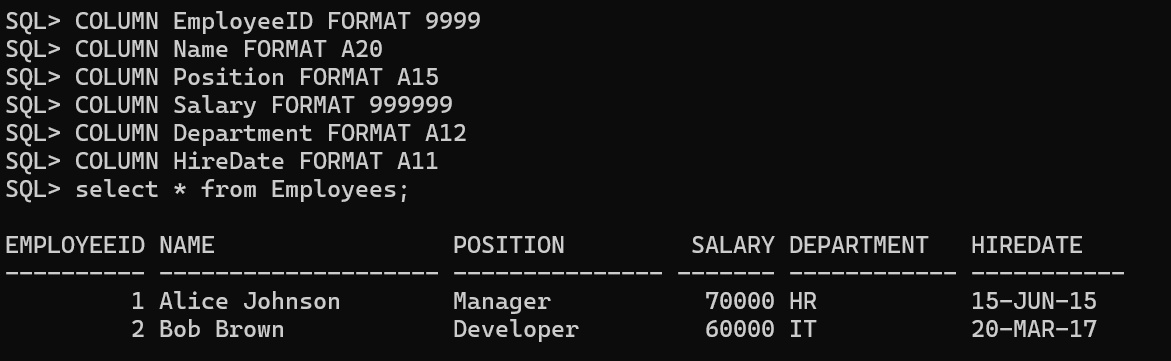 SQL> COLUMN EmployeeID FORMAT 9999
SQL> COLUMN Name FORMAT A20
SQL> COLUMN Position FORMAT A15
SQL> COLUMN Salary FORMAT 999999
SQL> COLUMN Department FORMAT A12
SQL> COLUMN HireDate FORMAT A11
SQL> select * from Employees;

EMPLOYEEID NAME                 POSITION         SALARY DEPARTMENT   HIREDATE
---------- -------------------- --------------- ------- ------------ -----------
         1 Alice Johnson        Manager           70000 HR           15-JUN-15
         2 Bob Brown            Developer         60000 IT           20-MAR-17